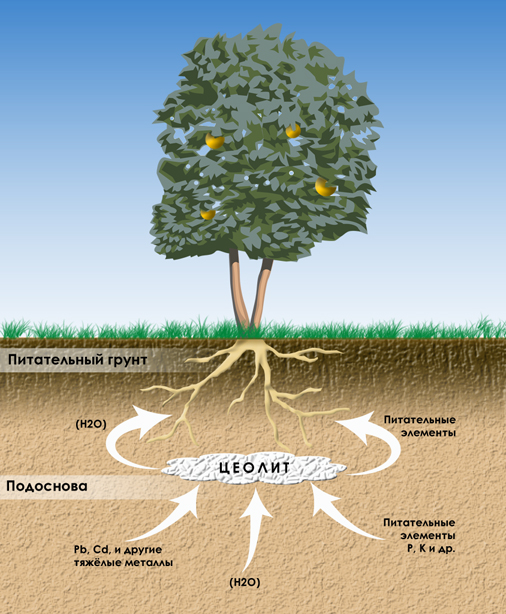 Питательный грунт
(H2O)
Питательные
элементы
ЦЕОЛИТ
Подоснова
Pb, Cd, и другие
тяжёлые металлы
(H2O)
Питательные
элементы
P, K и др.